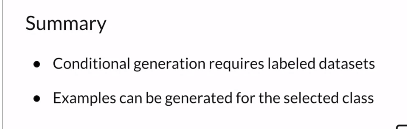 Summary
• Conditional generation requires labeled datasets
• Examples can be generated for the selected class